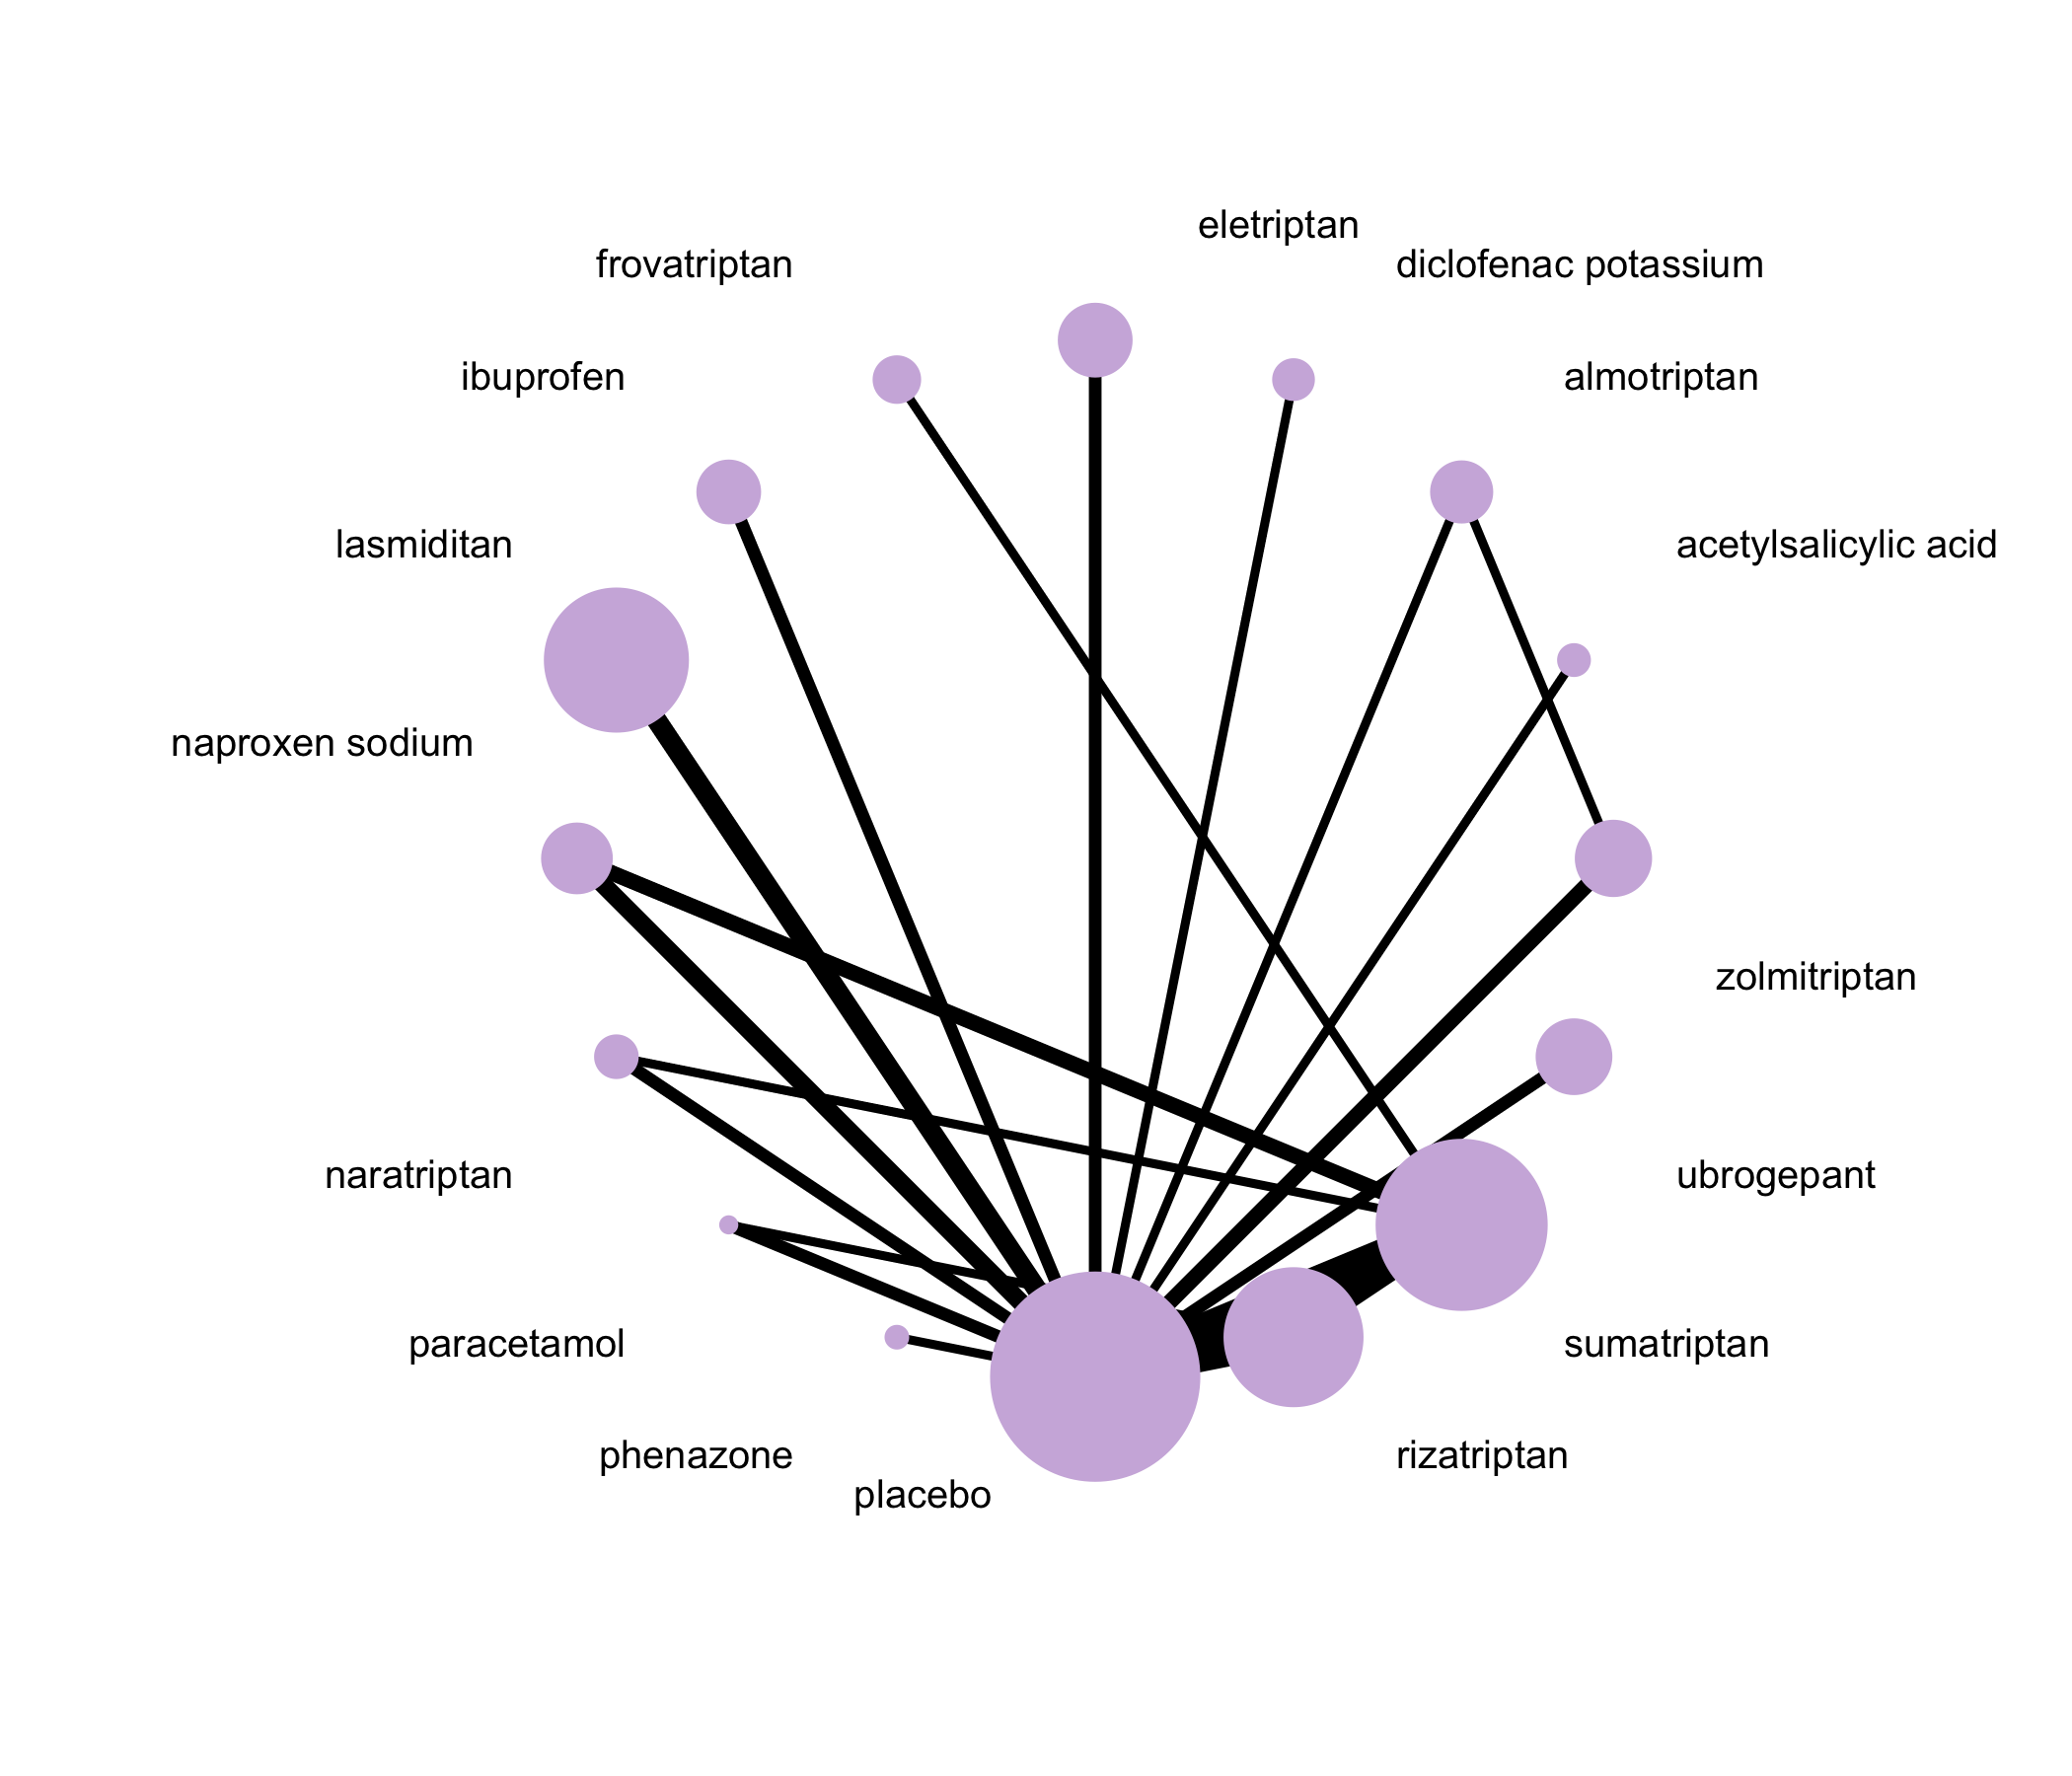 eletriptan
frovatriptan
diclofenac potassium
ibuprofen
almotriptan
lasmiditan
acetylsalicylic acid
naproxen sodium
zolmitriptan
naratriptan
ubrogepant
paracetamol
sumatriptan
phenazone
rizatriptan
placebo